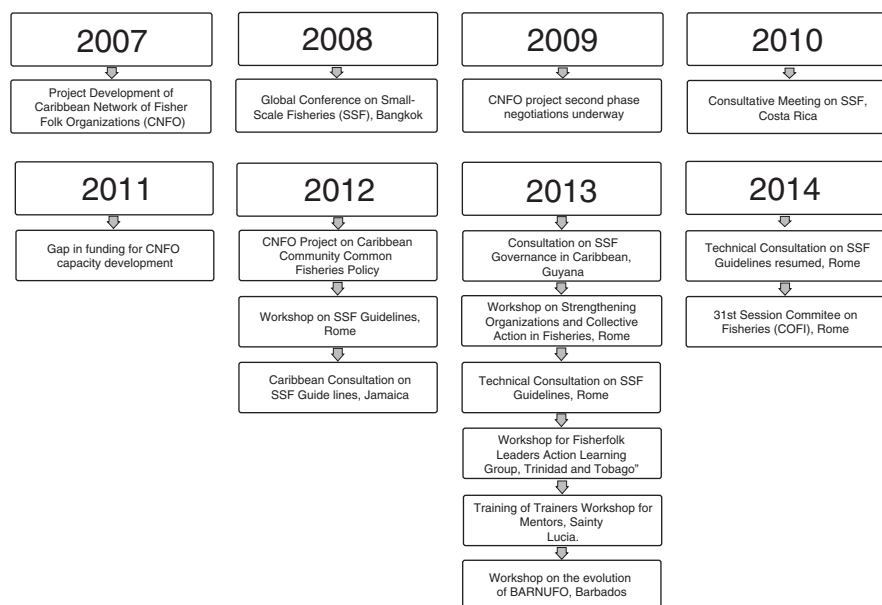 2007
Project Development of
Caribbean Network of Fisher
Folk Organizations (CNFO)
2008
Global Conference on Small-
Scale Fisheries (SSF), Bangkok
2009
CNFO project second phase
negotiations underway
2010
Consultative Meeting on SSF,
Costa Rica
2011
Gap in funding for CNFO
capacity development
2012
CNFO Project on Caribbean
Community Common
Fisheries Policy
Workshop on SSF Guidelines,
Rome
Caribbean Consultation on
SSF Guide lines, Jamaica
2013
Consultation on SSF
Governance in Caribbean,
Guyana
Workshop on Strengthening
Organizations and Collective
Action in Fisheries, Rome
Technical Consultation on SSF
Guidelines, Rome
Workshop for Fisherfolk
Leaders Action Learning
Group, Trinidad and Tobago"
Training of Trainers Workshop for
Mentors, Sainty
Lucia.
Workshop on the evolution
of BARNUFO, Barbados
2014
Technical Consultation on SSF
Guidelines resumed, Rome
31st Session Commitee on
Fisheries (COFI), Rome